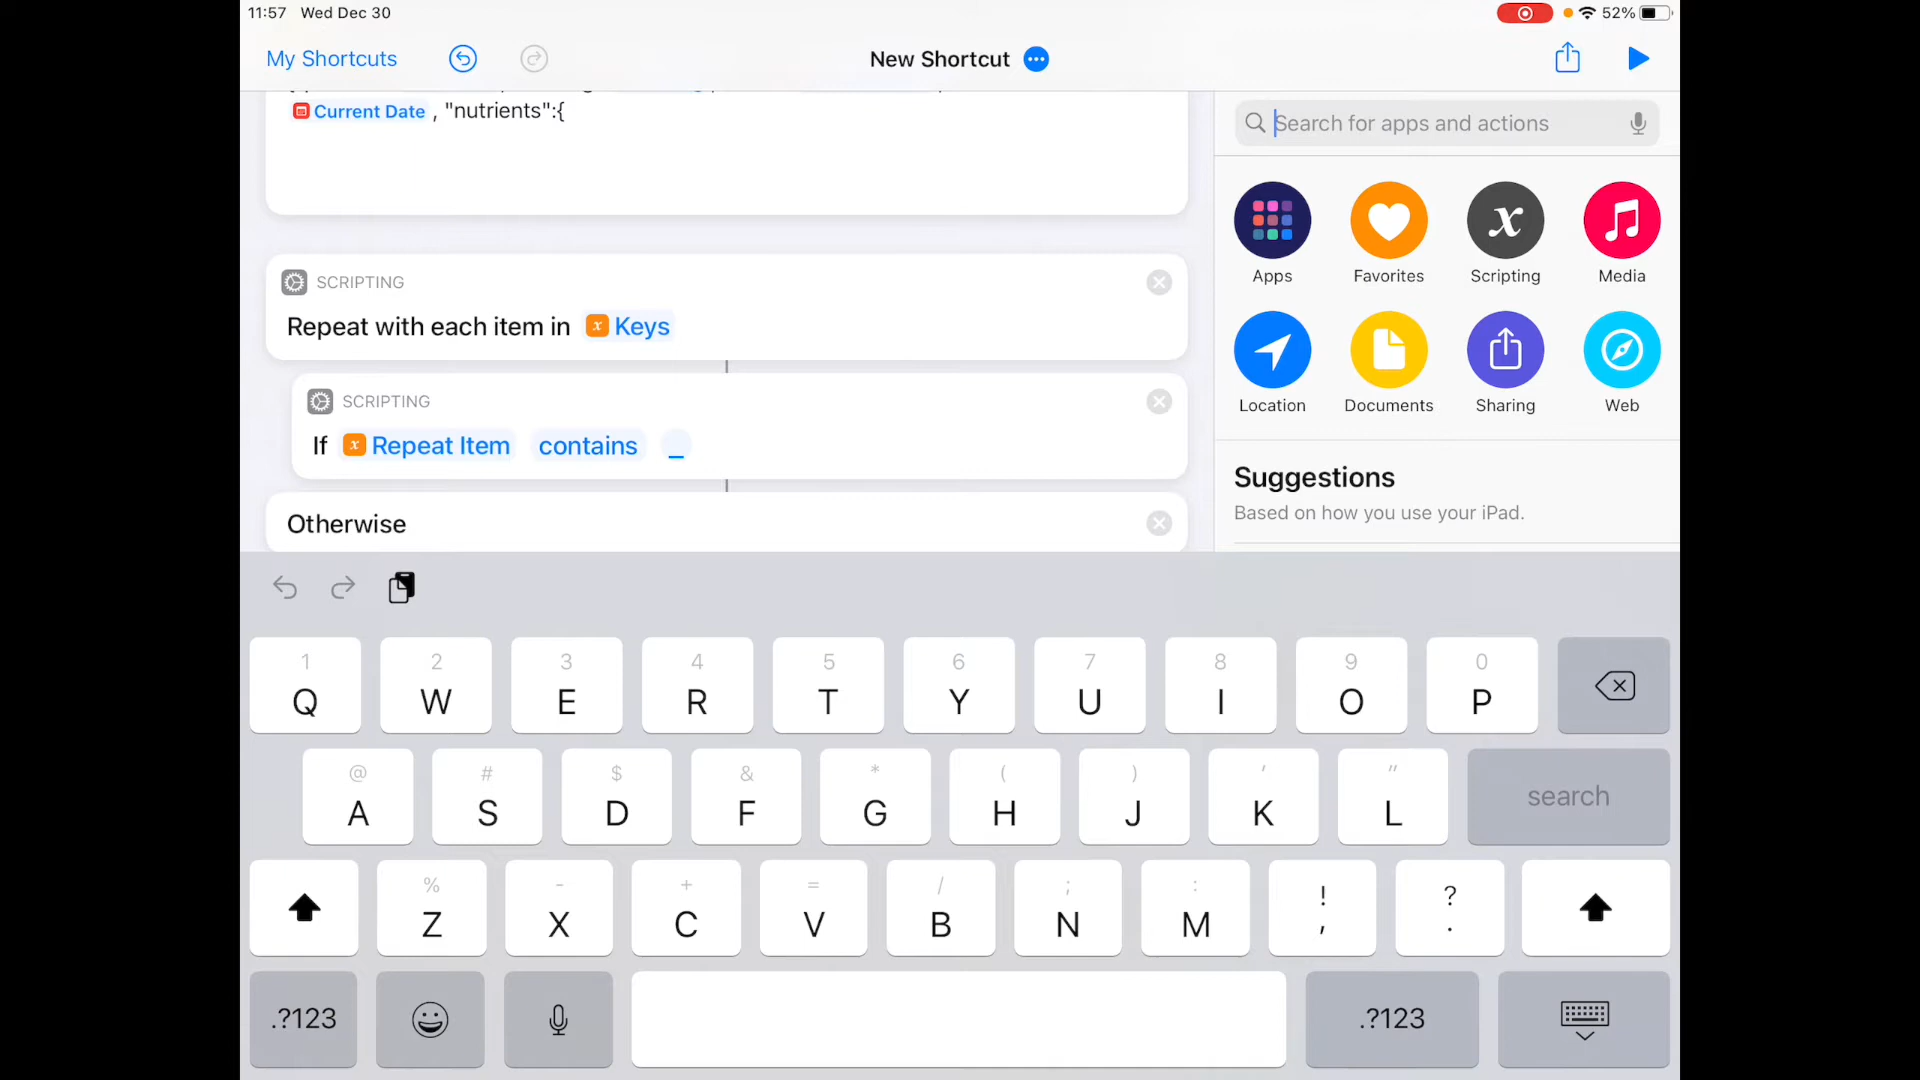 11:57 Wed Dec 30
52%
My Shortcuts
New Shortcut
Current Date , "nutrients":{
SCRIPTING
Repeat with each item in x Keys
SCRIPTING
If x Repeat Item contains _
Otherwise
Search for apps and actions
Apps Favorites Scripting Media
Location Documents Sharing Web
Suggestions
Based on how you use your iPad.
1 2 3 4 5 6 7 8 9 0
Q W E R T Y U I O P
@ # $ & * ( ) ' "
A S D F G H J K L search
% - + = / ; : ! ?
Z X C V B N M , .
.?123 .?123